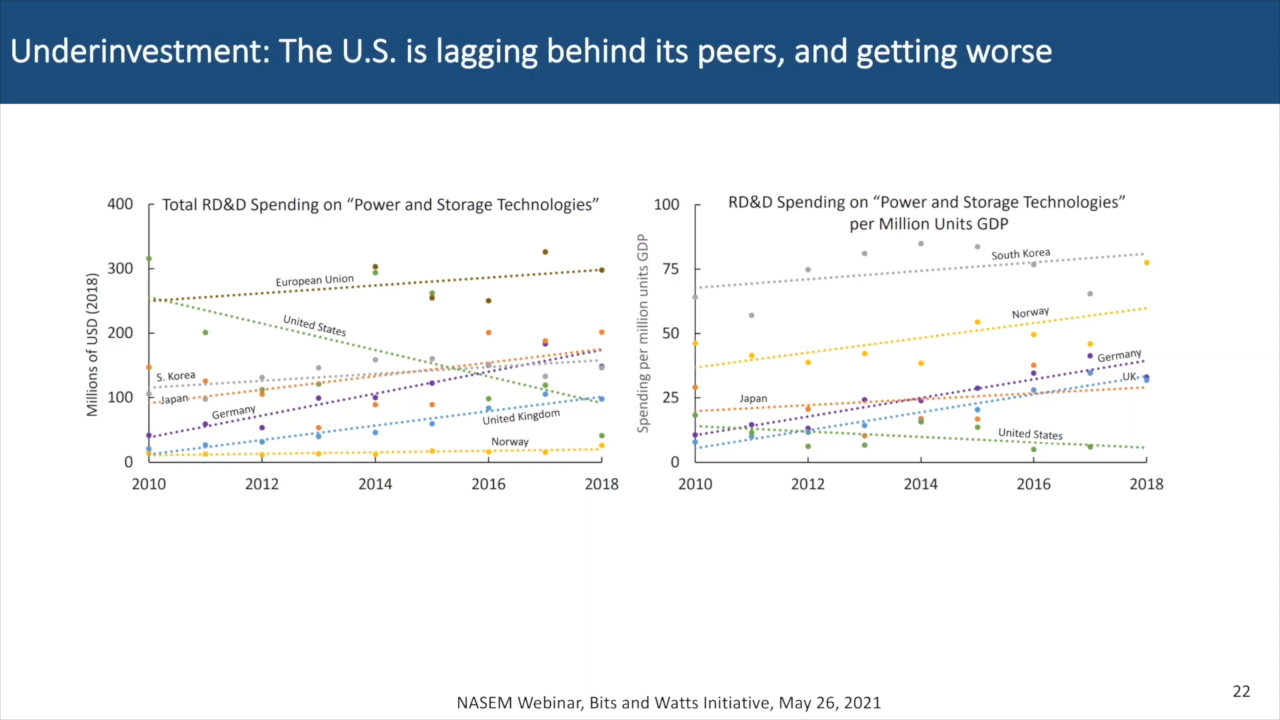 Underinvestment: The U.S. is lagging behind its peers, and getting worse
Total RD&D Spending on “Power and Storage Technologies”
Millions of USD (2018)
400
300
200
100
0
European Union
United States
S. Korea
Japan
Germany
United Kingdom
Norway
2010 2012 2014 2016 2018
RD&D Spending on “Power and Storage Technologies”
per Million Units GDP
Spending per million units GDP
100
75
50
25
0
South Korea
Norway
Germany
UK
Japan
United States
2010 2012 2014 2016 2018
NASEM Webinar, Bits and Watts Initiative, May 26, 2021
22